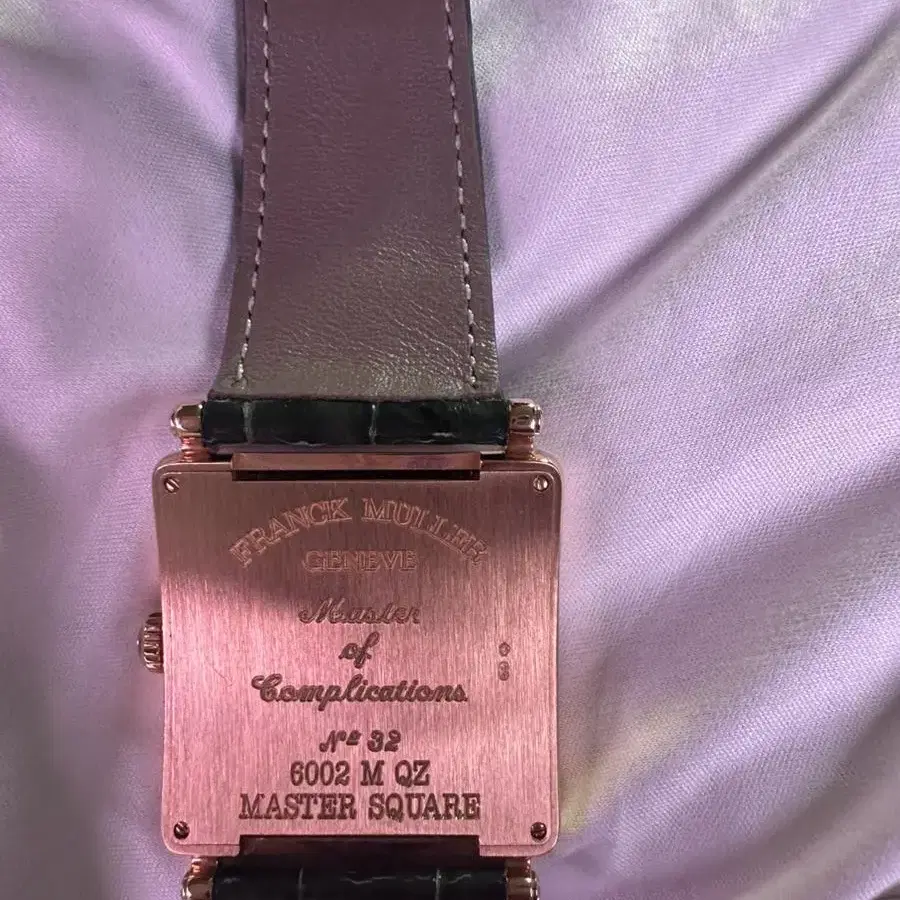 FRANCK MULLER
GENEVE
Master
of
Complications
Nº 32
6002 M QZ
MASTER SQUARE